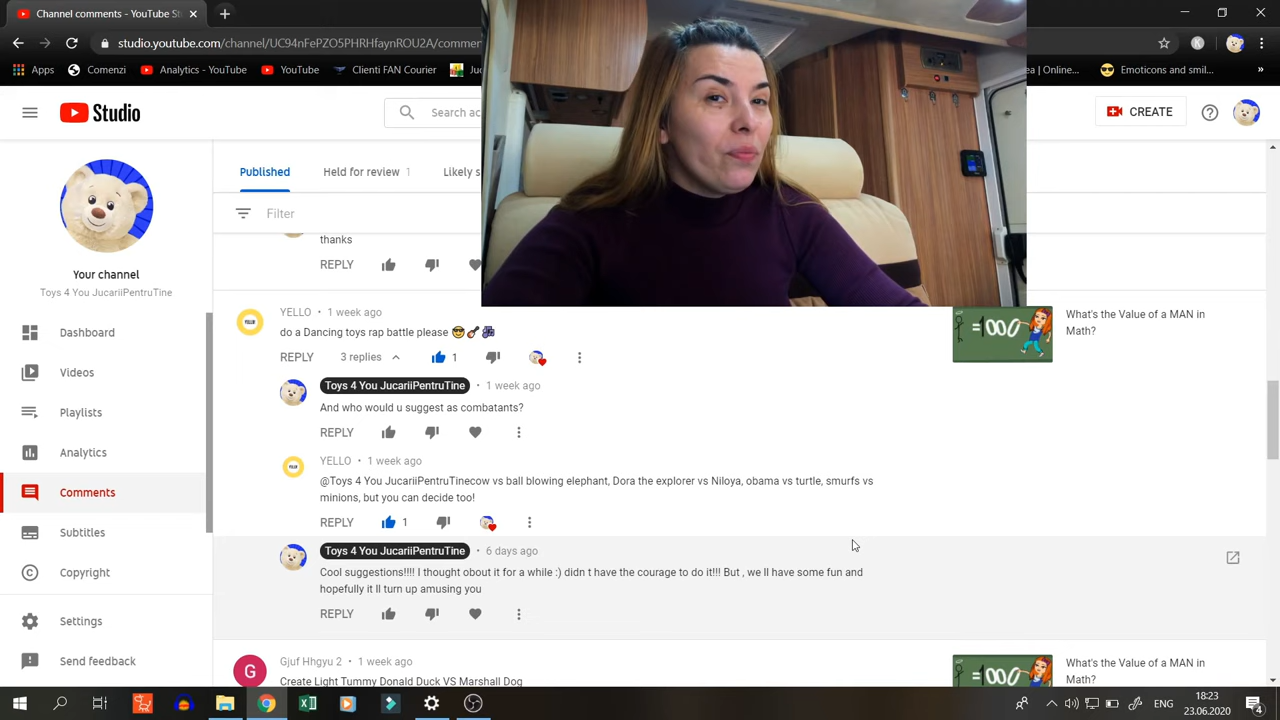 Channel comments - YouTube Stud
studio.youtube.com/channel/UC94nFePZO5PHRHfaynROU2A/commen
K
Apps
Comenzi
Analytics - YouTube
YouTube
Clienti FAN Courier
ea | Online...
Emoticons and smil...
Studio
Search ac
CREATE
Your channel
Toys 4 You JucariiPentruTine
Dashboard
Videos
Playlists
Analytics
Comments
Subtitles
Copyright
Settings
Send feedback
Published
Held for review 1
Likely s
Filter
thanks
REPLY
YELLO • 1 week ago
do a Dancing toys rap battle please 😎🎸🎆
REPLY 3 replies 1
What's the Value of a MAN in
Math?
Toys 4 You JucariiPentruTine • 1 week ago
And who would u suggest as combatants?
REPLY
YELLO • 1 week ago
@Toys 4 You JucariiPentruTinecow vs ball blowing elephant, Dora the explorer vs Niloya, obama vs turtle, smurfs vs
minions, but you can decide too!
REPLY 1
Toys 4 You JucariiPentruTine • 6 days ago
Cool suggestions!!!! I thought obout it for a while :) didn t have the courage to do it!!! But , we ll have some fun and
hopefully it ll turn up amusing you
REPLY
G
Gjuf Hhgyu 2 • 1 week ago
Create Light Tummy Donald Duck VS Marshall Dog
What's the Value of a MAN in
Math?
ENG
18:23
23.06.2020
4